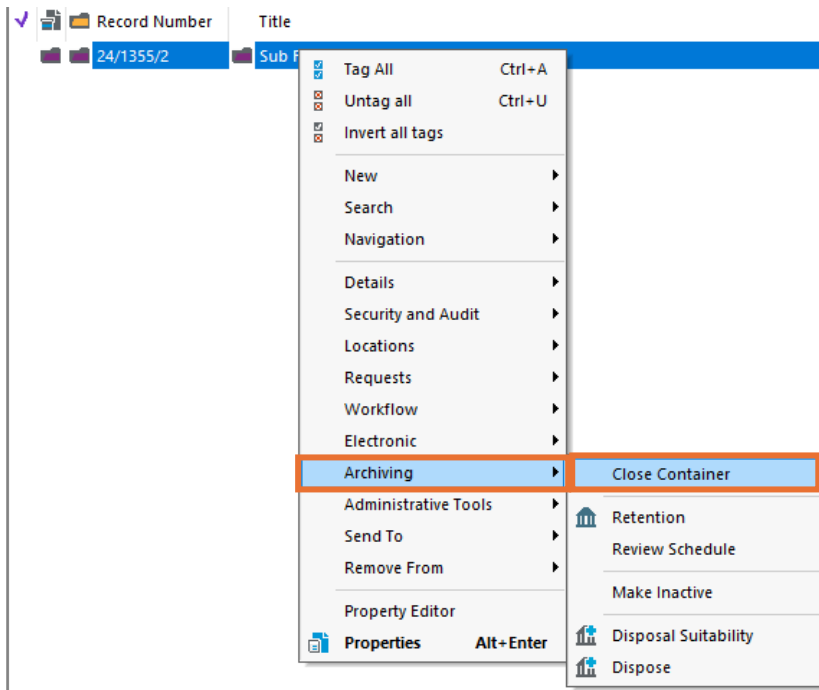 Record Number Title
24/1355/2 Sub
Tag All Ctrl+A
Untag all Ctrl+U
Invert all tags
New
Search
Navigation
Details
Security and Audit
Locations
Requests
Workflow
Electronic
Archiving
Administrative Tools
Send To
Remove From
Property Editor
Properties Alt+Enter
Close Container
Retention
Review Schedule
Make Inactive
Disposal Suitability
Dispose